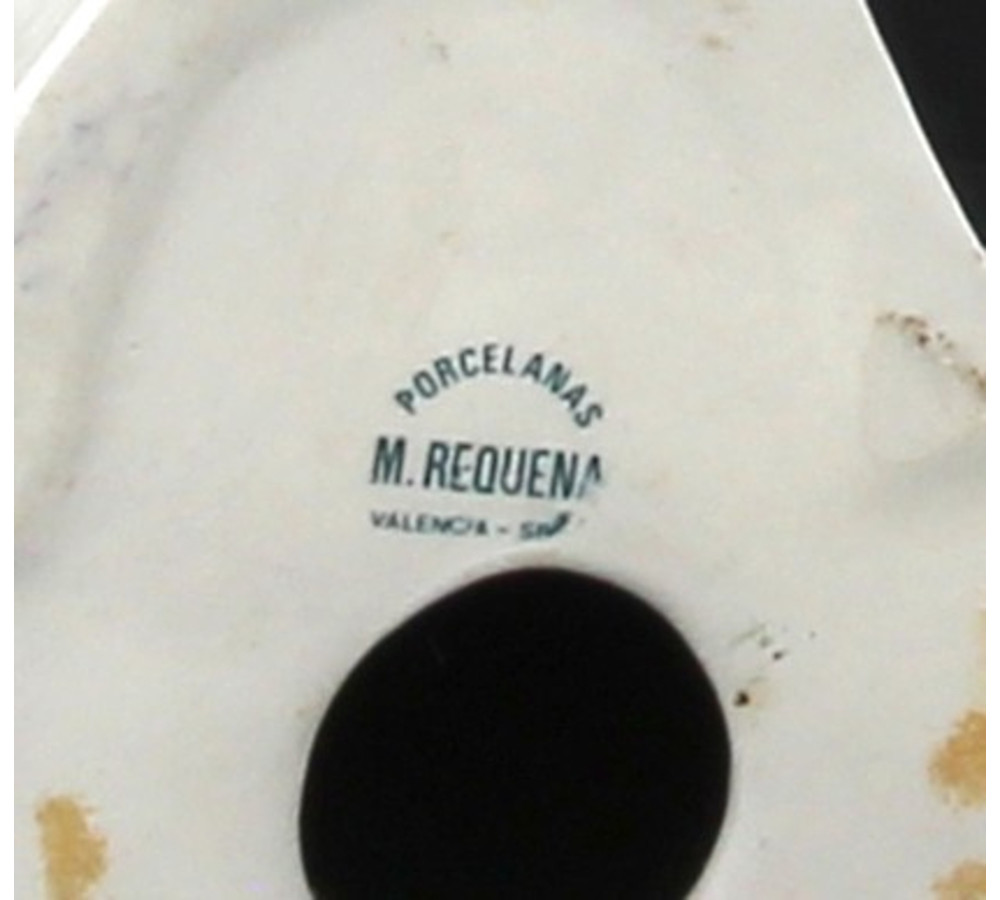 PORCELANAS
M. REQUENA
VALENCIA -